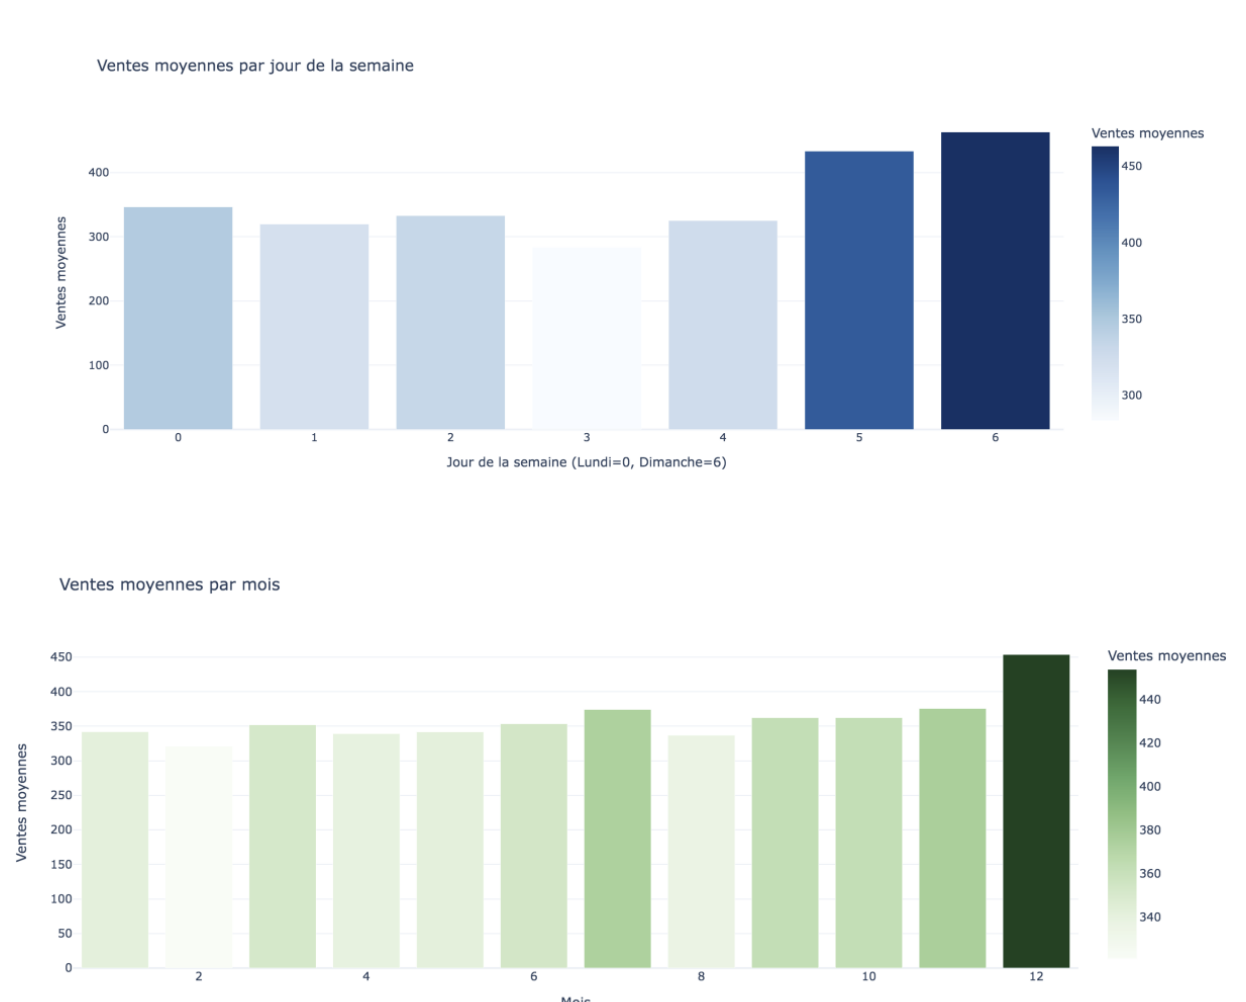 Ventes moyennes par jour de la semaine
Ventes moyennes
400
300
200
100
0
Ventes moyennes
450
400
350
300
0 1 2 3 4 5 6
Jour de la semaine (Lundi=0, Dimanche=6)
Ventes moyennes par mois
Ventes moyennes
450
400
350
300
250
200
150
100
50
0
Ventes moyennes
440
420
400
380
360
340
2 4 6 8 10 12
Mois